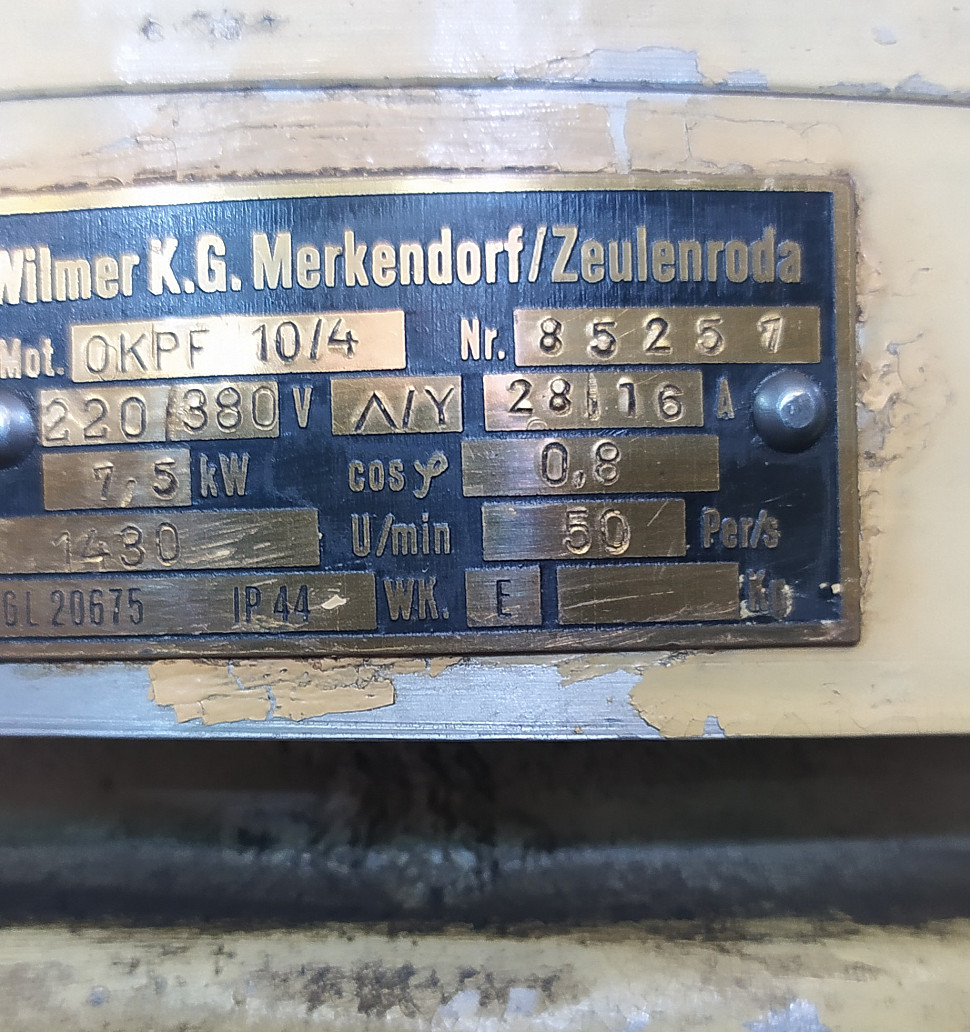 Wilmer K.G. Merkendorf/Zeulenroda
Mot. OKPF 10/4 Nr. 85257
220/380 V Λ/Y 28/16 A
7,5 kW cos φ 0,8
1430 U/min 50 Per/s
GL 20675 IP 44 WK. E Kp